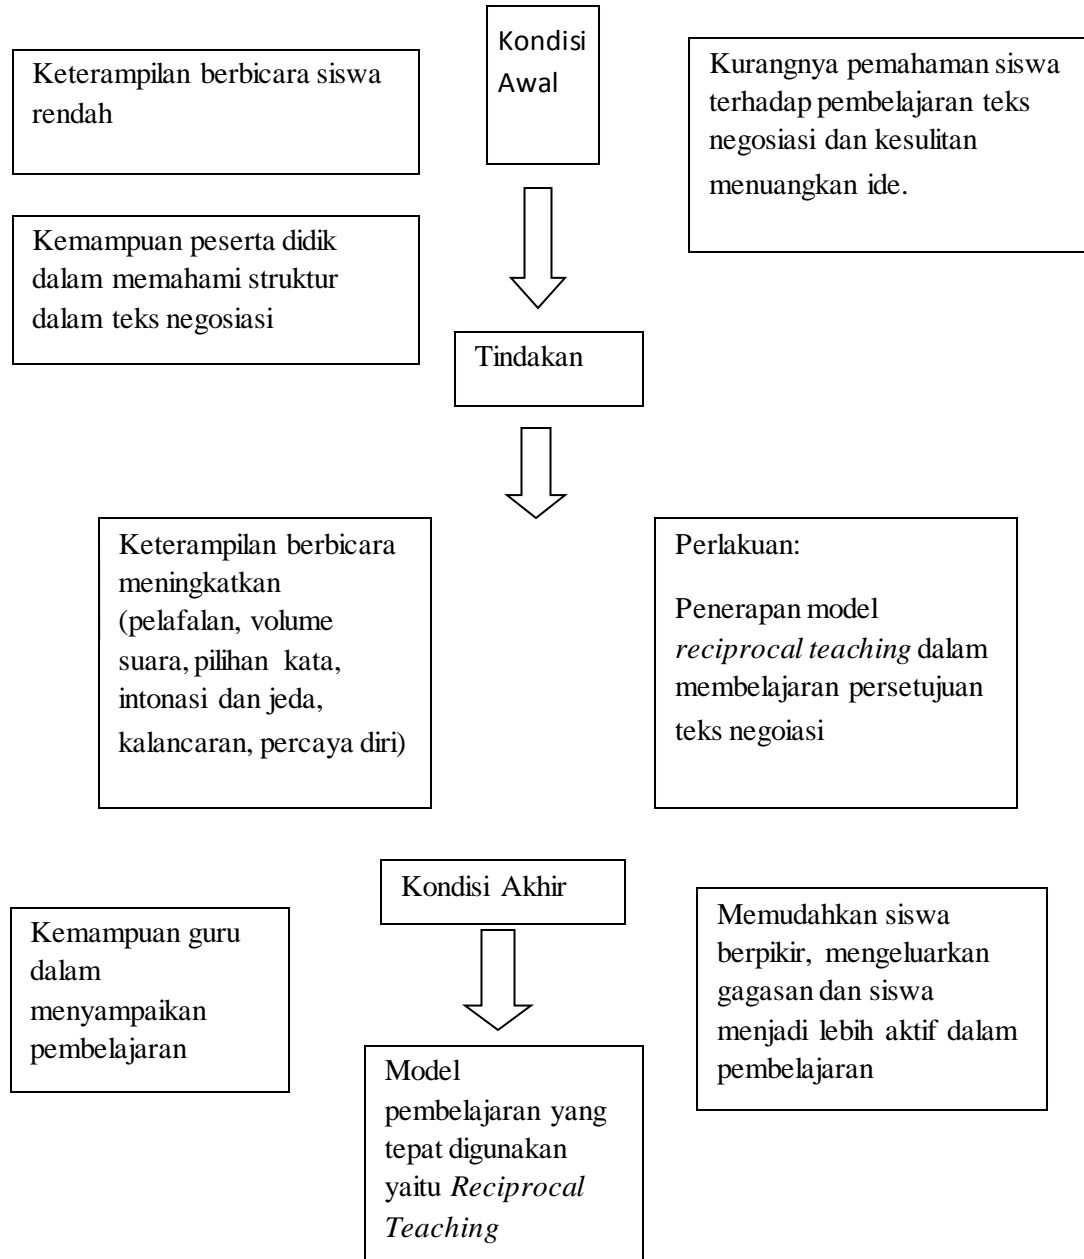 Kondisi
Awal
Keterampilan berbicara siswa
rendah
Kurangnya pemahaman siswa
terhadap pembelajaran teks
negosiasi dan kesulitan
menuangkan ide.
Kemampuan peserta didik
dalam memahami struktur
dalam teks negosiasi
Tindakan
Keterampilan berbicara
meningkatkan
(pelafalan, volume
suara, pilihan kata,
intonasi dan jeda,
kalancaran, percaya diri)
Perlakuan:
Penerapan model
reciprocal teaching dalam
membelajaran persetujuan
teks negoiasi
Kondisi Akhir
Kemampuan guru
dalam
menyampaikan
pembelajaran
Memudahkan siswa
berpikir, mengeluarkan
gagasan dan siswa
menjadi lebih aktif dalam
pembelajaran
Model
pembelajaran yang
tepat digunakan
yaitu Reciprocal
Teaching